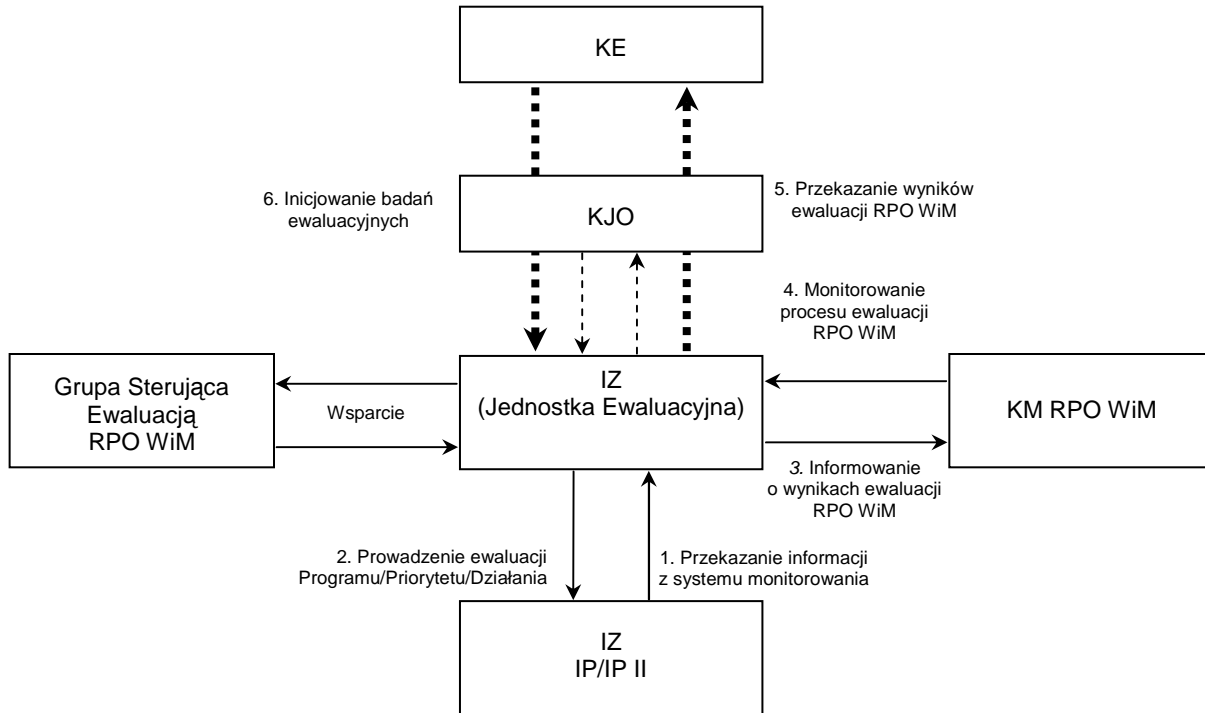 KE
6. Inicjowanie badań
ewaluacyjnych
KJO
5. Przekazanie wyników
ewaluacji RPO WiM
4. Monitorowanie
procesu ewaluacji
RPO WiM
Grupa Sterująca
Ewaluacją
RPO WiM
Wsparcie
IZ
(Jednostka Ewaluacyjna)
KM RPO WiM
3. Informowanie
o wynikach ewaluacji
RPO WiM
2. Prowadzenie ewaluacji
Programu/Priorytetu/Działania
1. Przekazanie informacji
z systemu monitorowania
IZ
IP/IP II